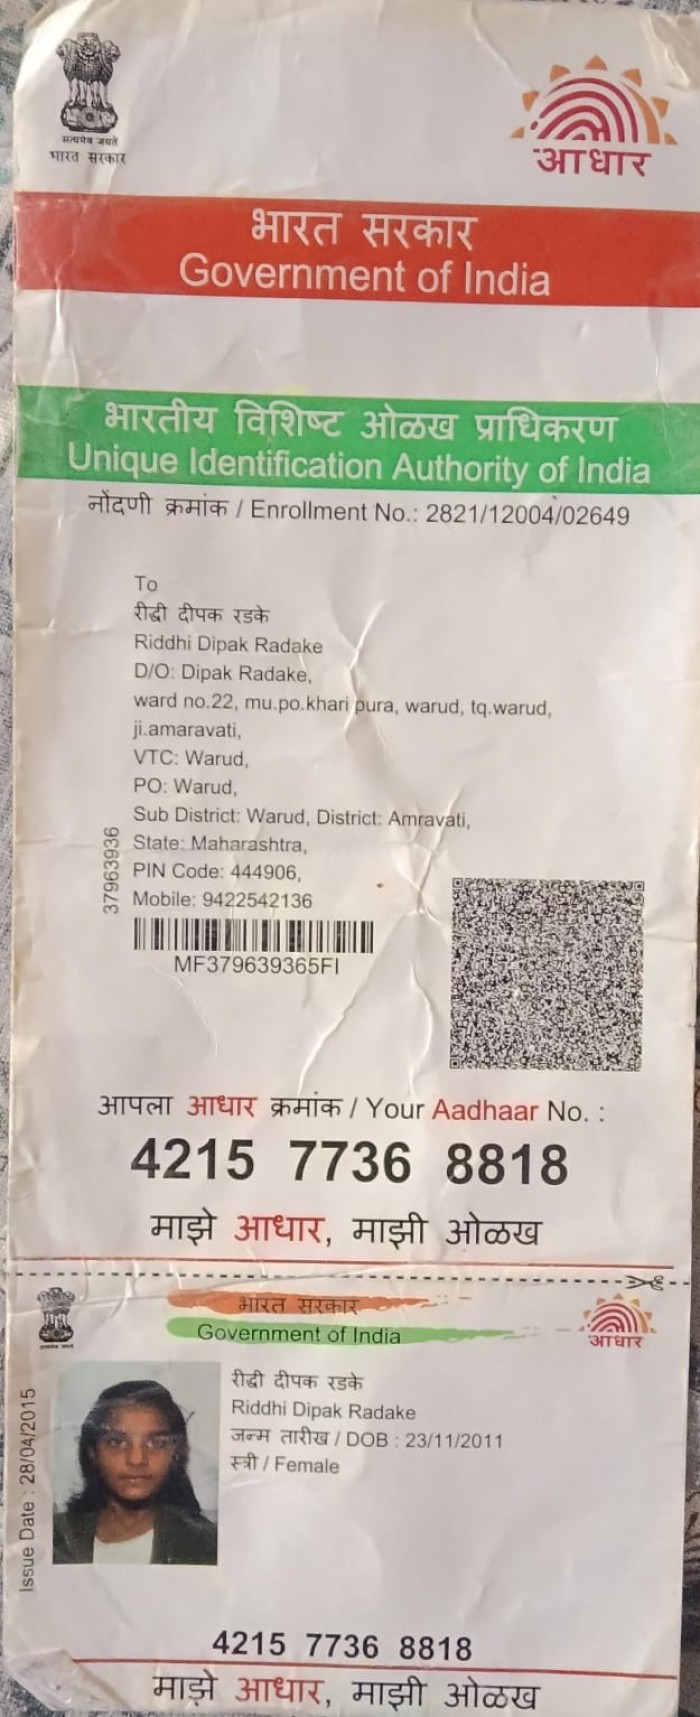 सत्यमेव जयते
भारत सरकार
आधार
भारत सरकार
Government of India
भारतीय विशिष्ट ओळख प्राधिकरण
Unique Identification Authority of India
नोंदणी क्रमांक / Enrollment No.: 2821/12004/02649
To
रीद्धी दीपक रडके
Riddhi Dipak Radake
D/O: Dipak Radake,
ward no.22, mu.po.khari pura, warud, tq.warud,
ji.amaravati,
VTC: Warud,
PO: Warud,
Sub District: Warud, District: Amravati,
State: Maharashtra,
PIN Code: 444906,
Mobile: 9422542136
37963936
MF379639365FI
आपला आधार क्रमांक / Your Aadhaar No. :
4215 7736 8818
माझे आधार, माझी ओळख
भारत सरकार
Government of India
आधार
रीद्धी दीपक रडके
Riddhi Dipak Radake
जन्म तारीख / DOB : 23/11/2011
स्त्री / Female
Issue Date : 28/04/2015
4215 7736 8818
माझे आधार, माझी ओळख